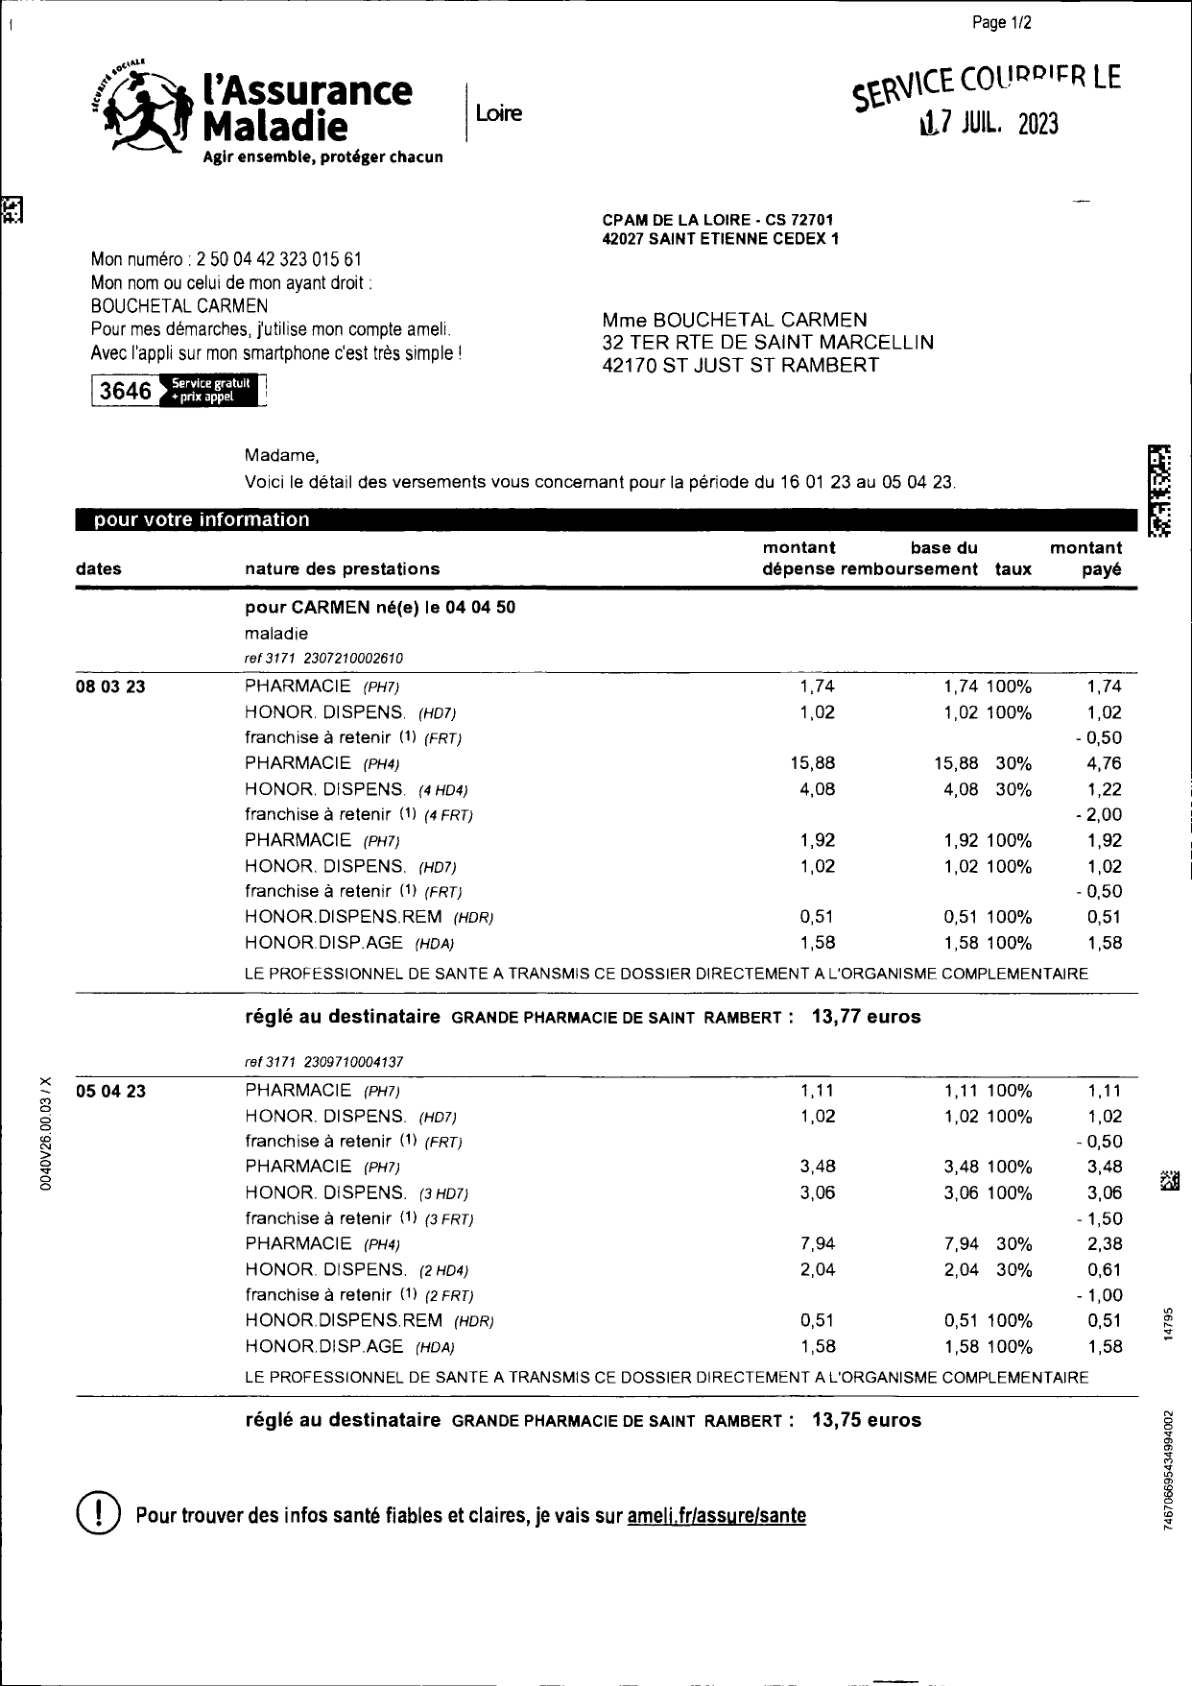 Page 1/2
SÉCURITÉ SOCIALE
l'Assurance
Maladie
Agir ensemble, protéger chacun
Loire
SERVICE COURRIER LE
17 JUIL. 2023
CPAM DE LA LOIRE - CS 72701
42027 SAINT ETIENNE CEDEX 1
Mon numéro : 2 50 04 42 323 015 61
Mon nom ou celui de mon ayant droit :
BOUCHETAL CARMEN
Pour mes démarches, j'utilise mon compte ameli.
Avec l'appli sur mon smartphone c'est très simple !
3646 Service gratuit + prix appel
Mme BOUCHETAL CARMEN
32 TER RTE DE SAINT MARCELLIN
42170 ST JUST ST RAMBERT
Madame,
Voici le détail des versements vous concernant pour la période du 16 01 23 au 05 04 23.
pour votre information
dates nature des prestations montant dépense base du remboursement taux montant payé
pour CARMEN né(e) le 04 04 50
maladie
ref 3171 2307210002610
08 03 23 PHARMACIE (PH7) 1,74 1,74 100% 1,74
HONOR. DISPENS. (HD7) 1,02 1,02 100% 1,02
franchise à retenir (1) (FRT) - 0,50
PHARMACIE (PH4) 15,88 15,88 30% 4,76
HONOR. DISPENS. (4 HD4) 4,08 4,08 30% 1,22
franchise à retenir (1) (4 FRT) - 2,00
PHARMACIE (PH7) 1,92 1,92 100% 1,92
HONOR. DISPENS. (HD7) 1,02 1,02 100% 1,02
franchise à retenir (1) (FRT) - 0,50
HONOR.DISPENS.REM (HDR) 0,51 0,51 100% 0,51
HONOR.DISP.AGE (HDA) 1,58 1,58 100% 1,58
LE PROFESSIONNEL DE SANTE A TRANSMIS CE DOSSIER DIRECTEMENT A L'ORGANISME COMPLEMENTAIRE
réglé au destinataire GRANDE PHARMACIE DE SAINT RAMBERT : 13,77 euros
ref 3171 2309710004137
05 04 23 PHARMACIE (PH7) 1,11 1,11 100% 1,11
HONOR. DISPENS. (HD7) 1,02 1,02 100% 1,02
franchise à retenir (1) (FRT) - 0,50
PHARMACIE (PH7) 3,48 3,48 100% 3,48
HONOR. DISPENS. (3 HD7) 3,06 3,06 100% 3,06
franchise à retenir (1) (3 FRT) - 1,50
PHARMACIE (PH4) 7,94 7,94 30% 2,38
HONOR. DISPENS. (2 HD4) 2,04 2,04 30% 0,61
franchise à retenir (1) (2 FRT) - 1,00
HONOR.DISPENS.REM (HDR) 0,51 0,51 100% 0,51
HONOR.DISP.AGE (HDA) 1,58 1,58 100% 1,58
LE PROFESSIONNEL DE SANTE A TRANSMIS CE DOSSIER DIRECTEMENT A L'ORGANISME COMPLEMENTAIRE
réglé au destinataire GRANDE PHARMACIE DE SAINT RAMBERT : 13,75 euros
Pour trouver des infos santé fiables et claires, je vais sur ameli.fr/assure/sante
0040V26.00.03 / X
14795
746706695434994002